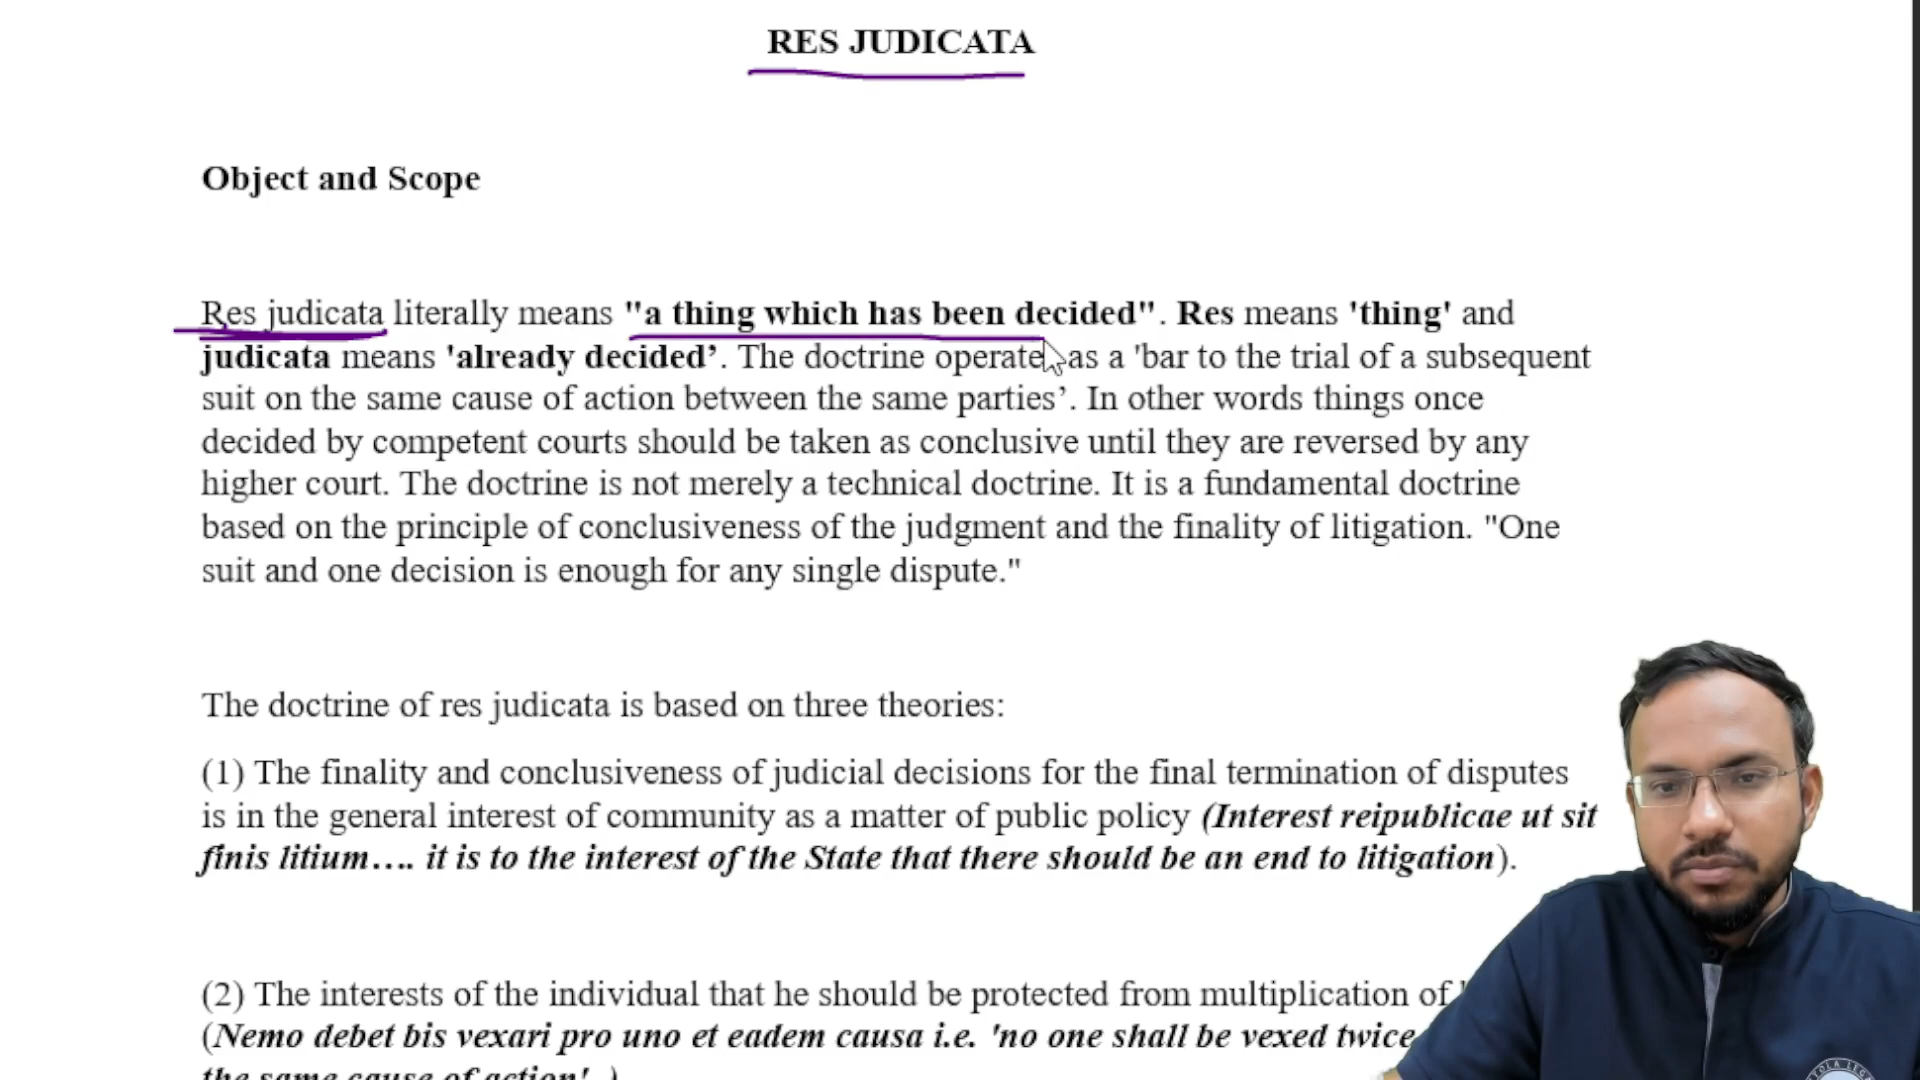 RES JUDICATA
Object and Scope
Res judicata literally means "a thing which has been decided". Res means 'thing' and
judicata means 'already decided’. The doctrine operate as a 'bar to the trial of a subsequent
suit on the same cause of action between the same parties’. In other words things once
decided by competent courts should be taken as conclusive until they are reversed by any
higher court. The doctrine is not merely a technical doctrine. It is a fundamental doctrine
based on the principle of conclusiveness of the judgment and the finality of litigation. "One
suit and one decision is enough for any single dispute."
The doctrine of res judicata is based on three theories:
(1) The finality and conclusiveness of judicial decisions for the final termination of disputes
is in the general interest of community as a matter of public policy (Interest reipublicae ut sit
finis litium…. it is to the interest of the State that there should be an end to litigation).
(2) The interests of the individual that he should be protected from multiplication of
(Nemo debet bis vexari pro uno et eadem causa i.e. 'no one shall be vexed twice
the same cause of action'.)